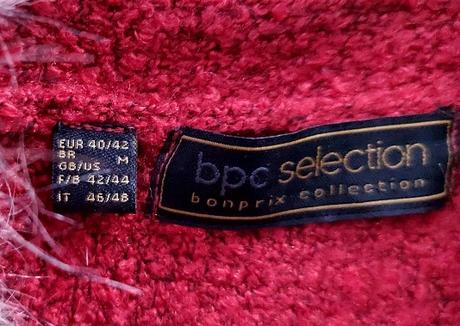 EUR 40/42
BR
GB/US M
F/B 42/44
IT 46/48
bpc selection
bonprix collection